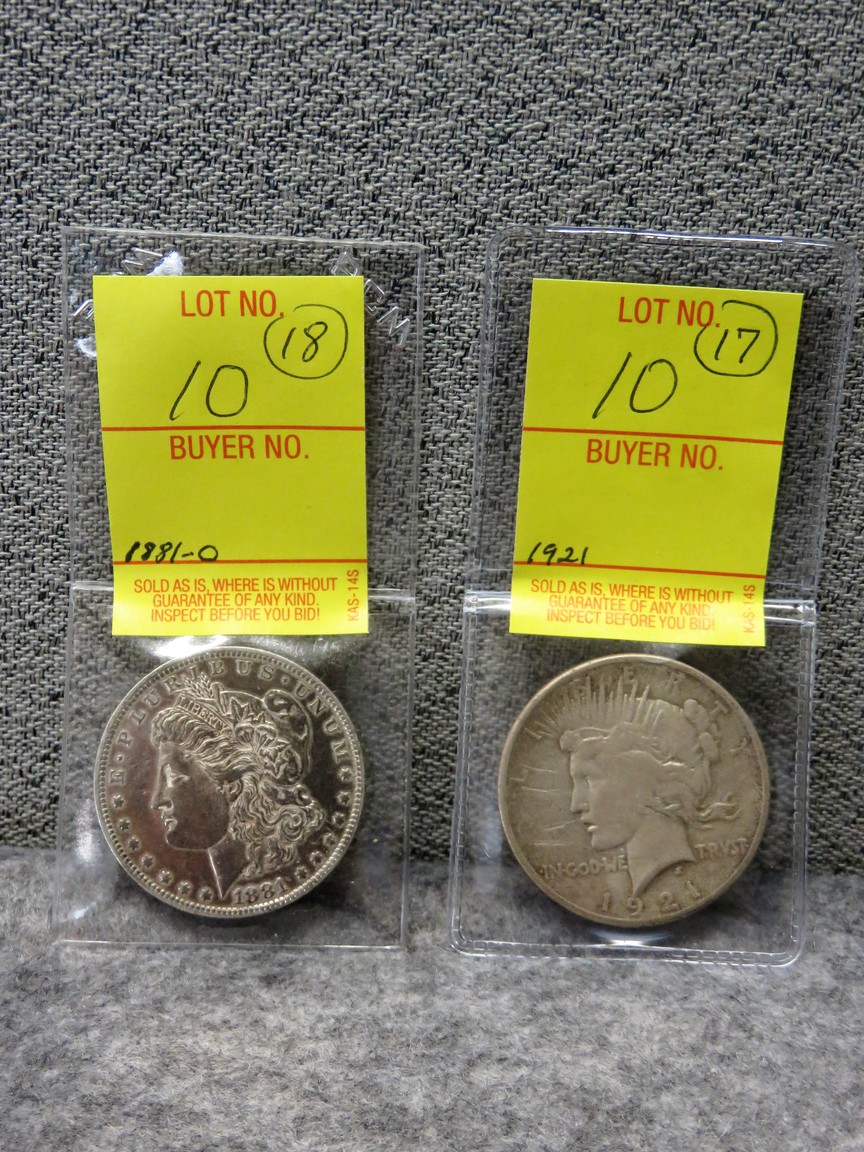 LOT NO.
18
10
BUYER NO.
1881-O
SOLD AS IS, WHERE IS WITHOUT
GUARANTEE OF ANY KIND.
INSPECT BEFORE YOU BID!
KAS-14S
E·PLURIBUS·UNUM
LIBERTY
1881
LOT NO.
17
10
BUYER NO.
1921
SOLD AS IS, WHERE IS WITHOUT
GUARANTEE OF ANY KIND.
INSPECT BEFORE YOU BID!
KAS-14S
IN·GOD·WE TRVST
1921